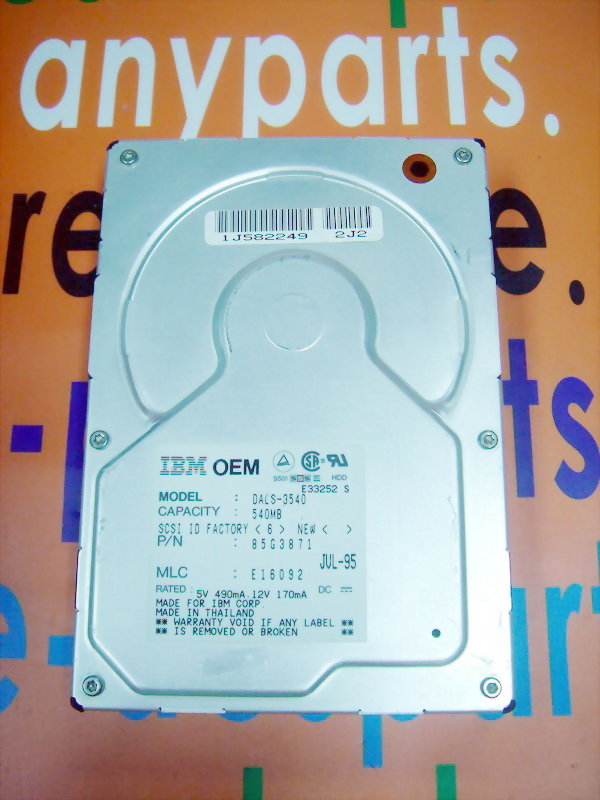 anyparts.
1J582249 2J2
IBM OEM
E33252 S
HDD
MODEL : DALS-3540
CAPACITY : 540MB
SCSI ID FACTORY < 6 > NEW < >
P/N : 85G3871
JUL-95
MLC : E16092
RATED : 5V 490mA.12V 170mA DC
MADE FOR IBM CORP.
MADE IN THAILAND
** WARRANTY VOID IF ANY LABEL **
** IS REMOVED OR BROKEN **